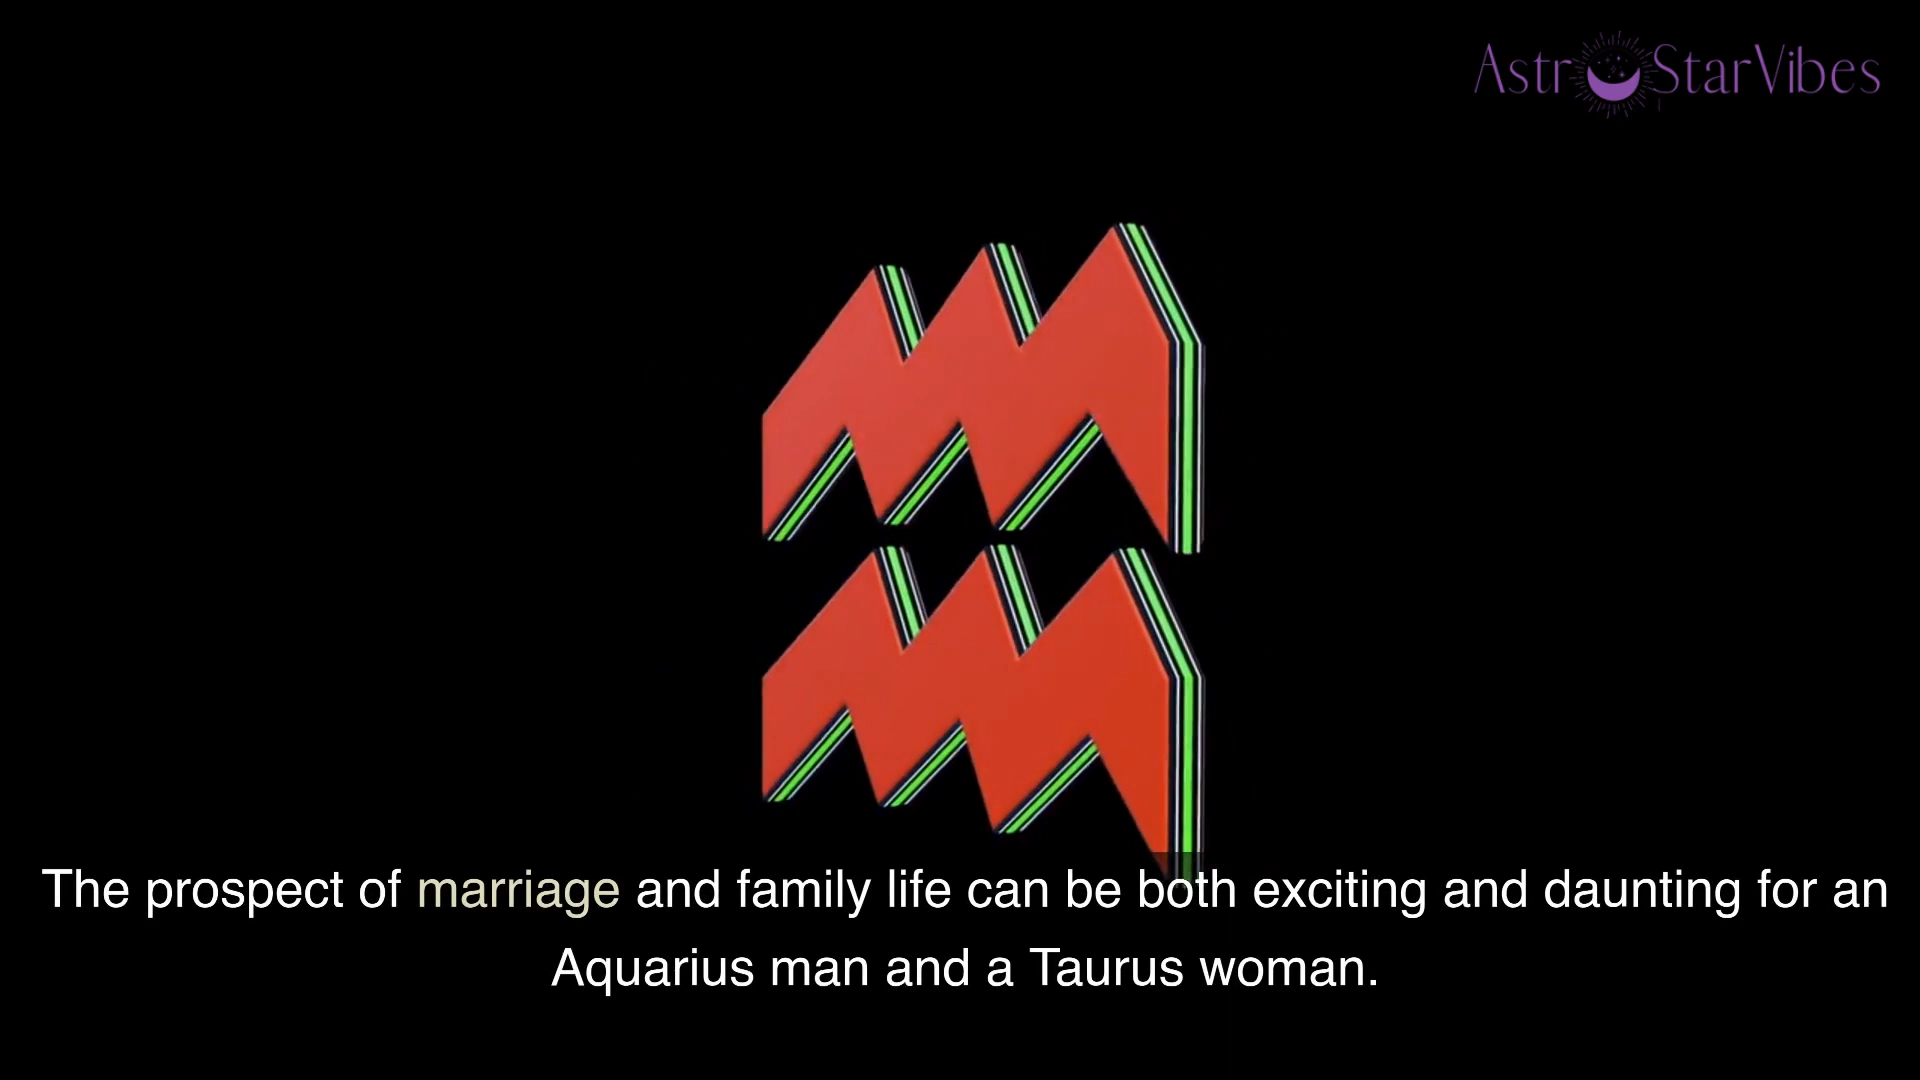 AstroStarVibes
The prospect of marriage and family life can be both exciting and daunting for an
Aquarius man and a Taurus woman.